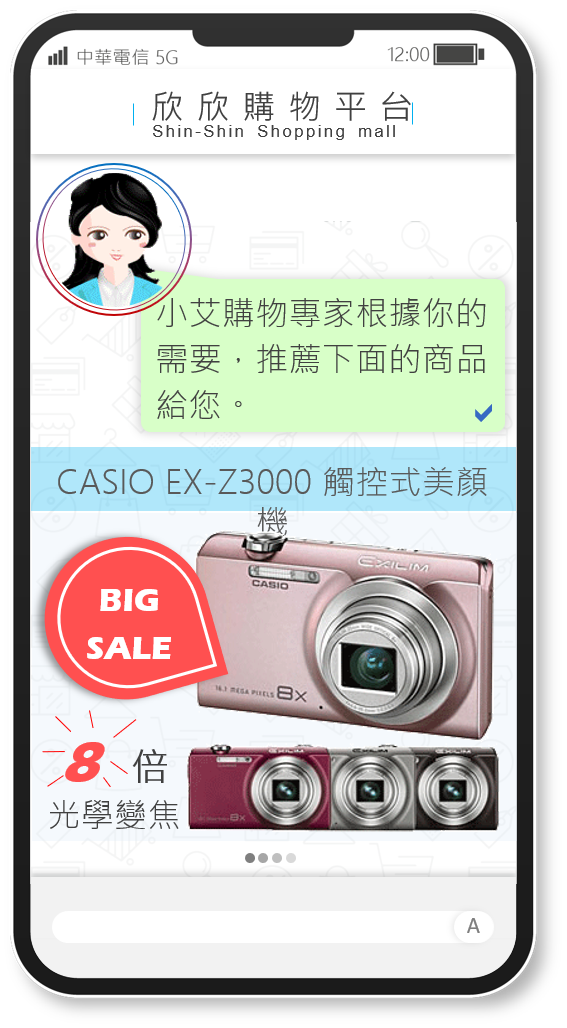 中華電信 5G
12:00
欣欣購物平台
Shin-Shin Shopping mall
小艾購物專家根據你的
需要，推薦下面的商品
給您。
CASIO EX-Z3000 觸控式美顏
機
BIG
SALE
EXILIM
CASIO
16.1 MEGA PIXELS 8X
8倍
光學變焦
EXILIM
8X
A